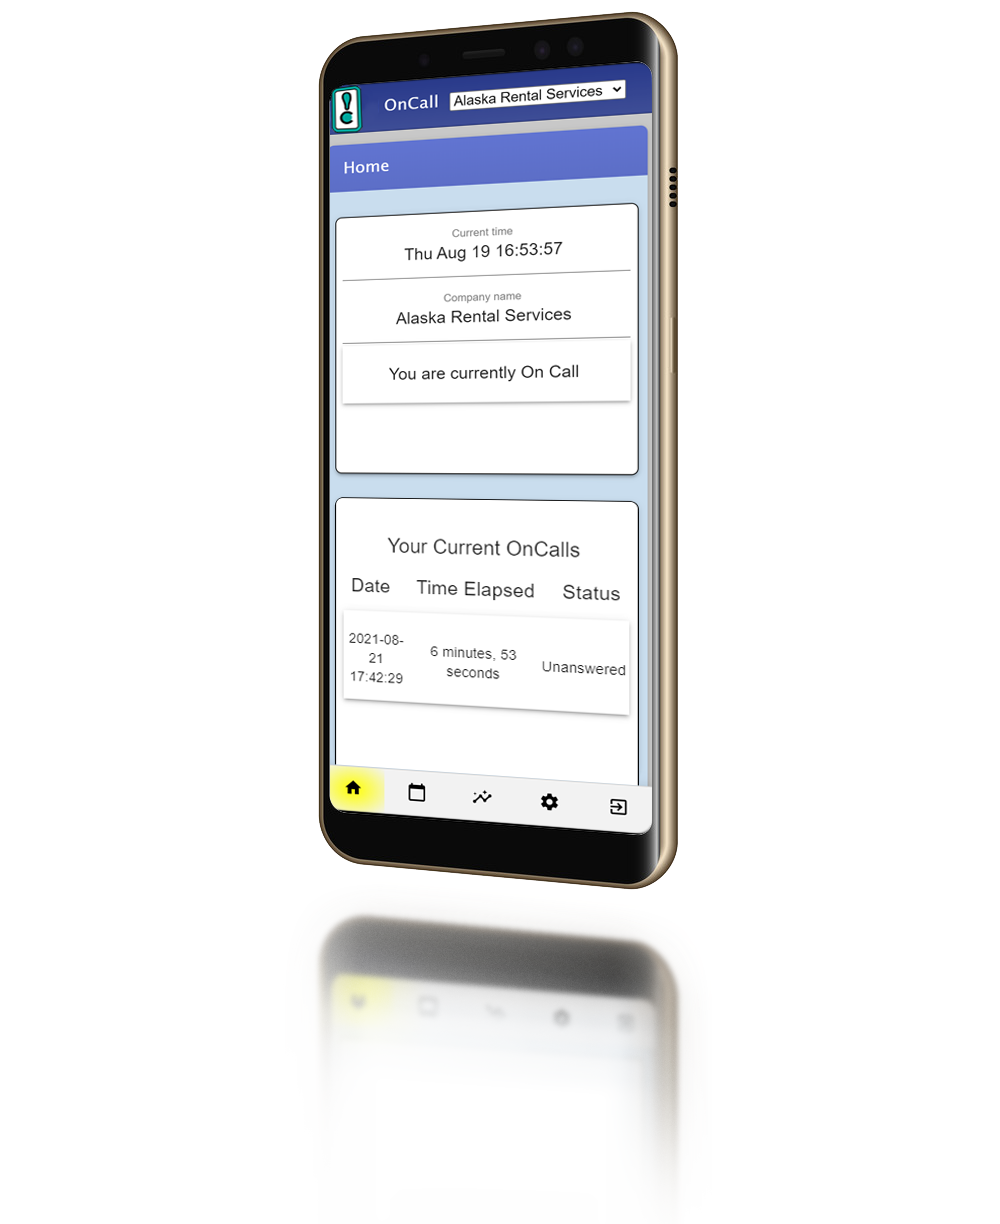 OnCall Alaska Rental Services
Home
Current time
Thu Aug 19 16:53:57
Company name
Alaska Rental Services
You are currently On Call
Your Current OnCalls
Date Time Elapsed Status
2021-08-
21
17:42:29
6 minutes, 53
seconds
Unanswered